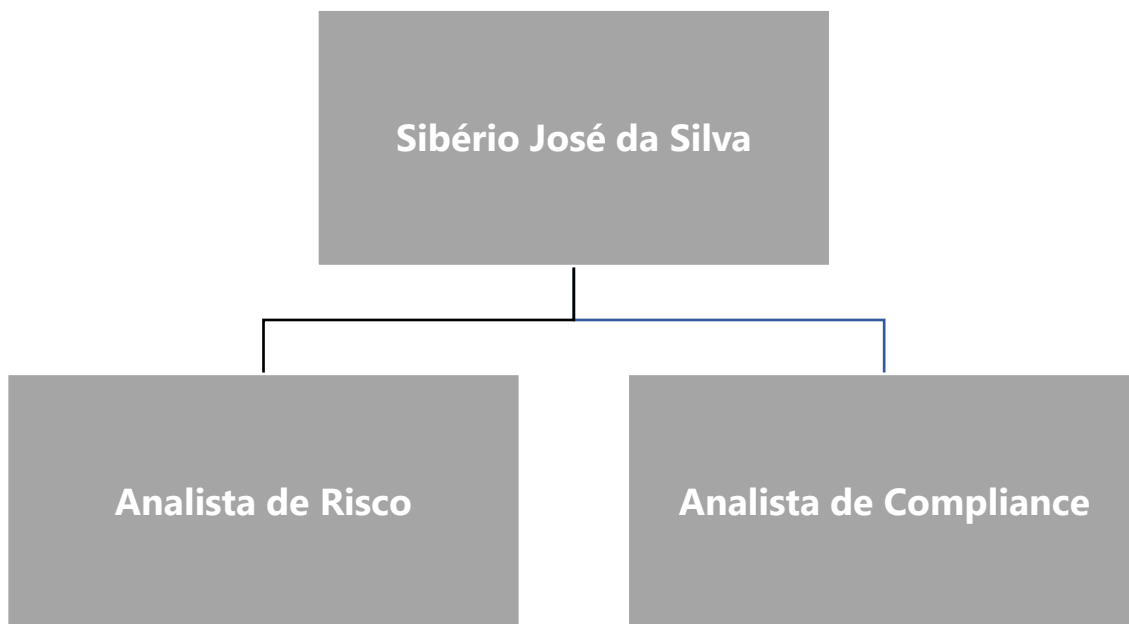 Sibério José da Silva
Analista de Risco
Analista de Compliance